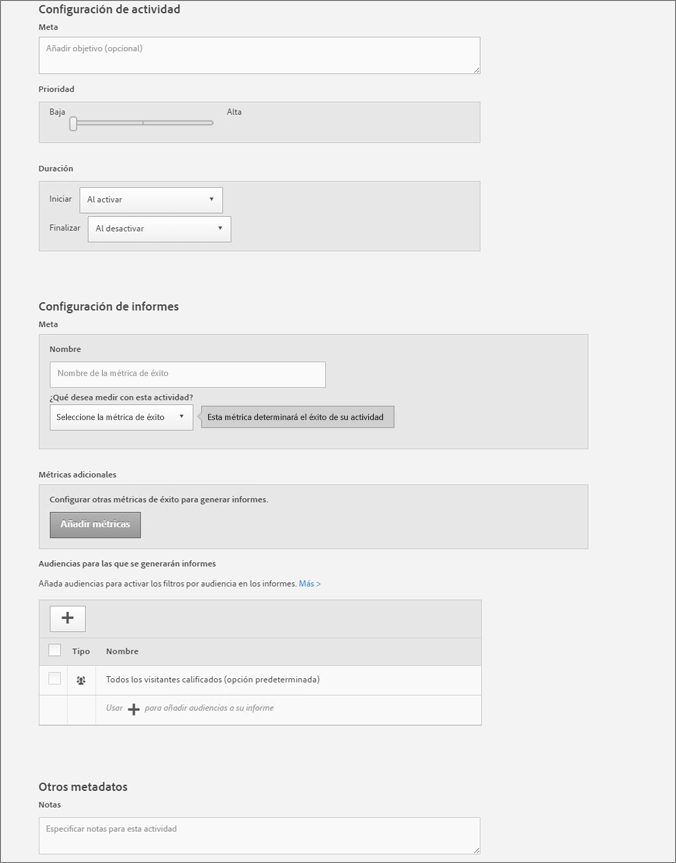 Configuración de actividad
Meta
Añadir objetivo (opcional)
Prioridad
Baja Alta
Duración
Iniciar Al activar
Finalizar Al desactivar
Configuración de informes
Meta
Nombre
Nombre de la métrica de éxito
¿Qué desea medir con esta actividad?
Seleccione la métrica de éxito Esta métrica determinará el éxito de su actividad
Métricas adicionales
Configurar otras métricas de éxito para generar informes.
Añadir métricas
Audiencias para las que se generarán informes
Añada audiencias para activar los filtros por audiencia en los informes. Más >
Tipo Nombre
Todos los visitantes calificados (opción predeterminada)
Usar + para añadir audiencias a su informe
Otros metadatos
Notas
Especificar notas para esta actividad